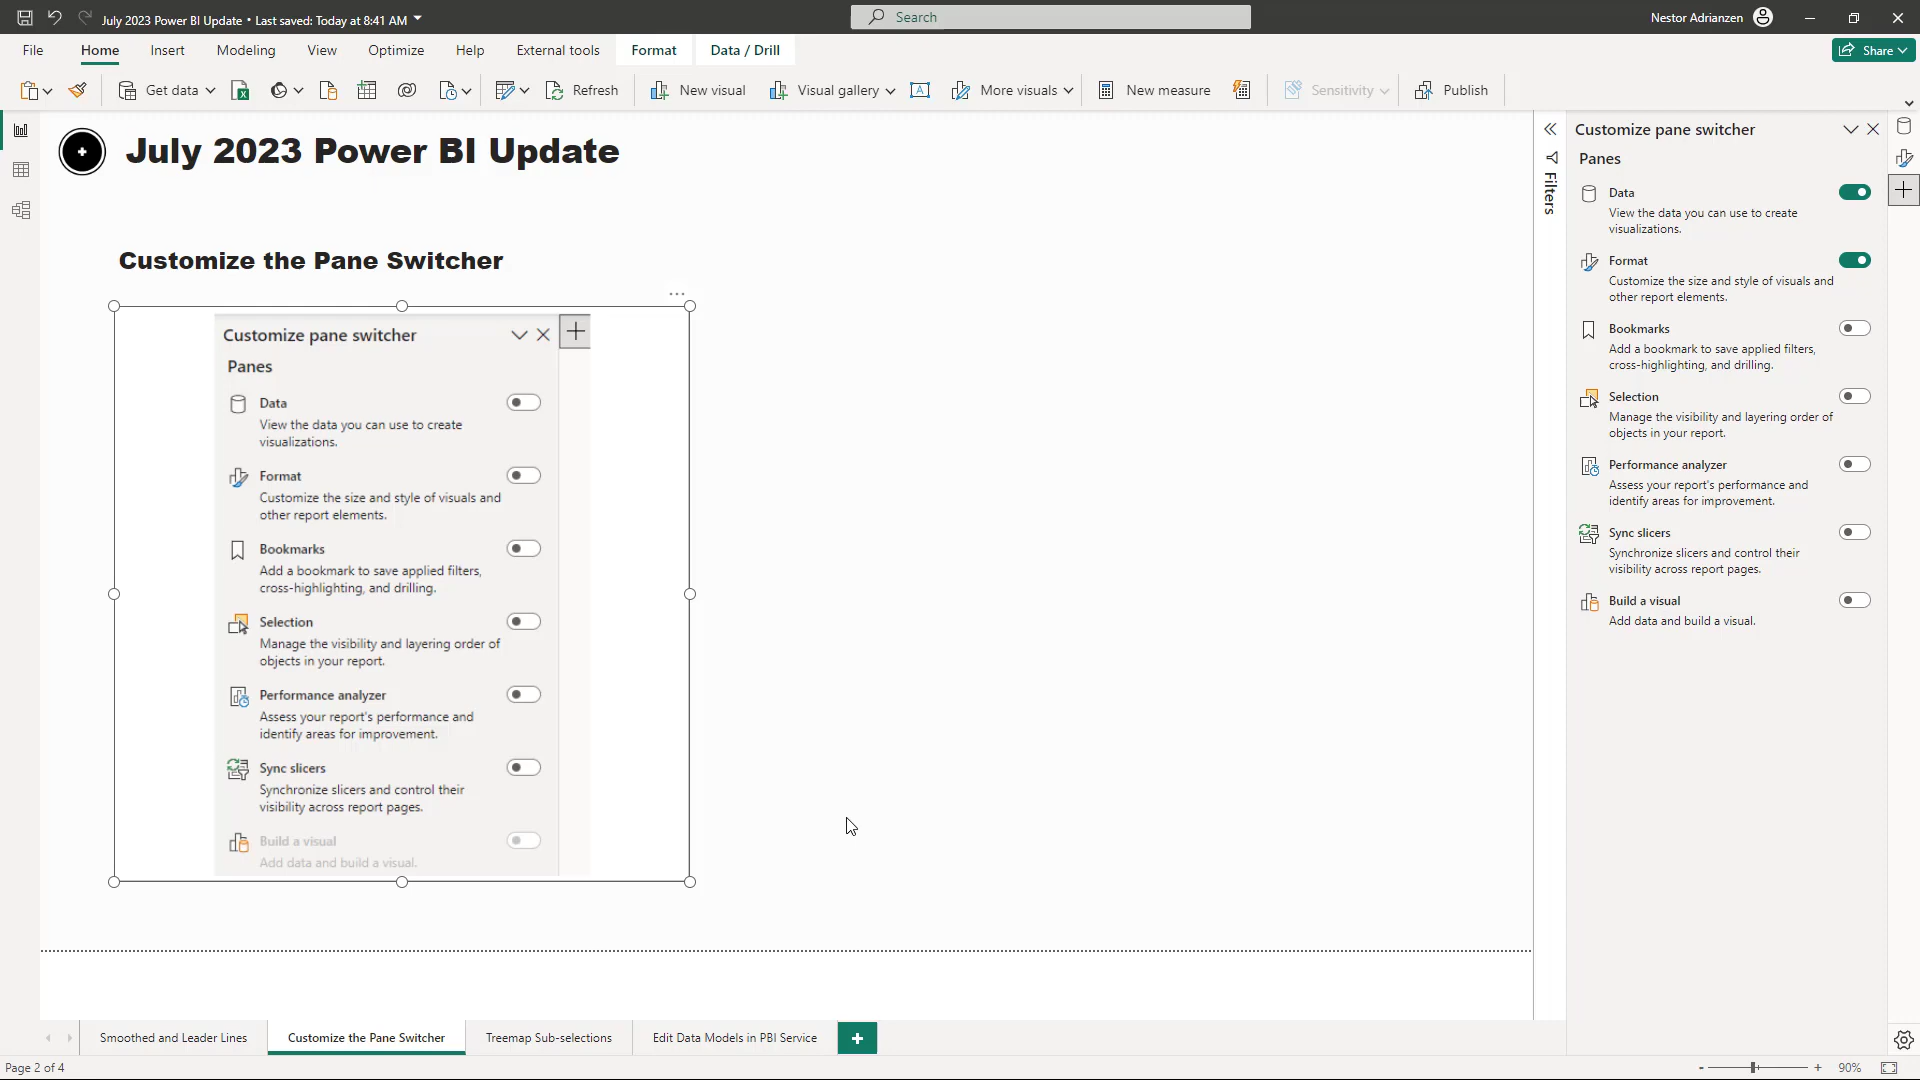 July 2023 Power BI Update • Last saved: Today at 8:41 AM
Search
Nestor Adrianzen
File
Home
Insert
Modeling
View
Optimize
Help
External tools
Format
Data / Drill
Share
Get data
Refresh
New visual
Visual gallery
More visuals
New measure
Sensitivity
Publish
July 2023 Power BI Update
Customize the Pane Switcher
Customize pane switcher
Panes
Data
View the data you can use to create
visualizations.
Format
Customize the size and style of visuals and
other report elements.
Bookmarks
Add a bookmark to save applied filters,
cross-highlighting, and drilling.
Selection
Manage the visibility and layering order of
objects in your report.
Performance analyzer
Assess your report's performance and
identify areas for improvement.
Sync slicers
Synchronize slicers and control their
visibility across report pages.
Build a visual
Add data and build a visual.
Filters
Customize pane switcher
Panes
Data
View the data you can use to create
visualizations.
Format
Customize the size and style of visuals and
other report elements.
Bookmarks
Add a bookmark to save applied filters,
cross-highlighting, and drilling.
Selection
Manage the visibility and layering order of
objects in your report.
Performance analyzer
Assess your report's performance and
identify areas for improvement.
Sync slicers
Synchronize slicers and control their
visibility across report pages.
Build a visual
Add data and build a visual.
Smoothed and Leader Lines
Customize the Pane Switcher
Treemap Sub-selections
Edit Data Models in PBI Service
Page 2 of 4
90%